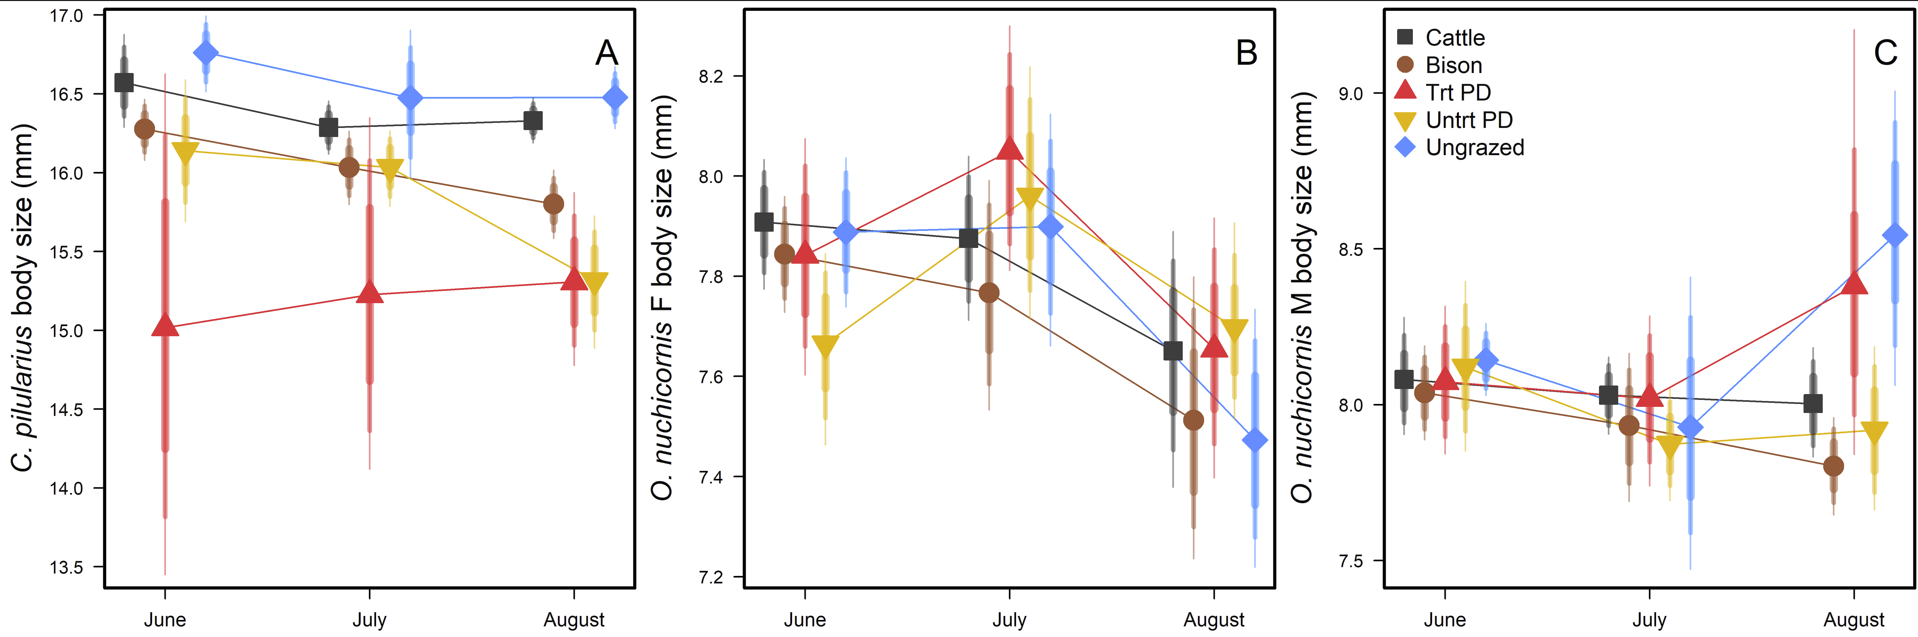 C. pilularius body size (mm)
17.0
16.5
16.0
15.5
15.0
14.5
14.0
13.5
A
June July August
O. nuchicornis F body size (mm)
8.2
8.0
7.8
7.6
7.4
7.2
B
June July August
O. nuchicornis M body size (mm)
9.0
8.5
8.0
7.5
Cattle
Bison
Trt PD
Untrt PD
Ungrazed
C
June July August